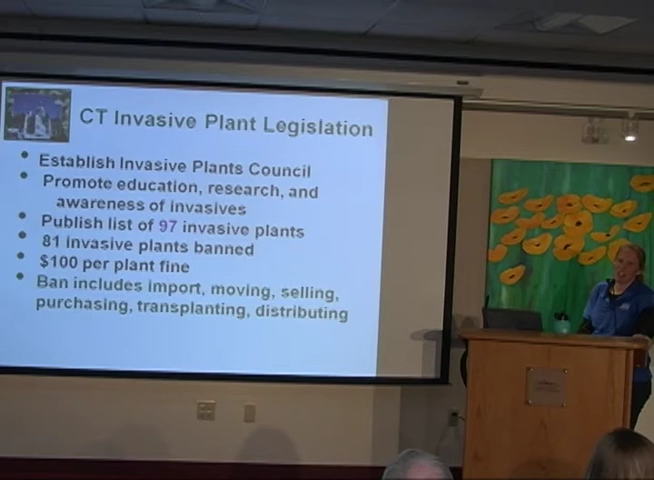 CT Invasive Plant Legislation
• Establish Invasive Plants Council
• Promote education, research, and
awareness of invasives
• Publish list of 97 invasive plants
• 81 invasive plants banned
• $100 per plant fine
• Ban includes import, moving, selling,
purchasing, transplanting, distributing